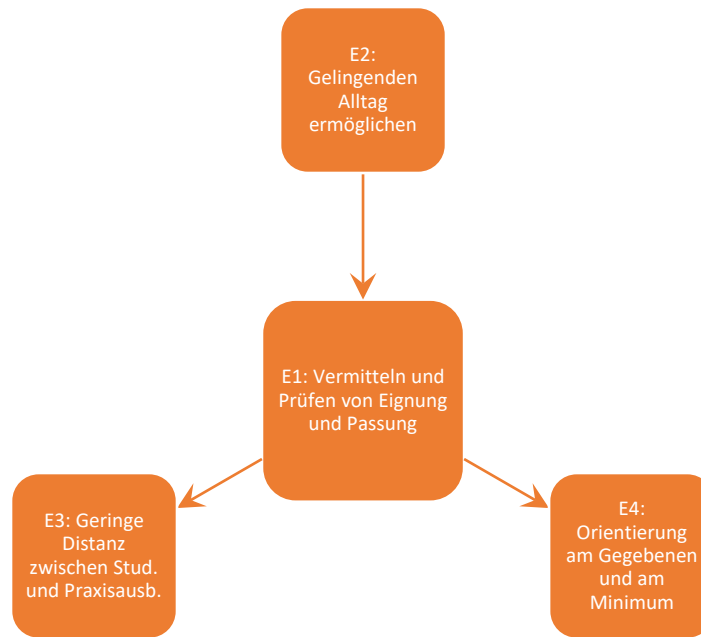 E2:
Gelingenden
Alltag
ermöglichen
E1: Vermitteln und
Prüfen von Eignung
und Passung
E3: Geringe
Distanz
zwischen Stud.
und Praxisausb.
E4:
Orientierung
am Gegebenen
und am
Minimum